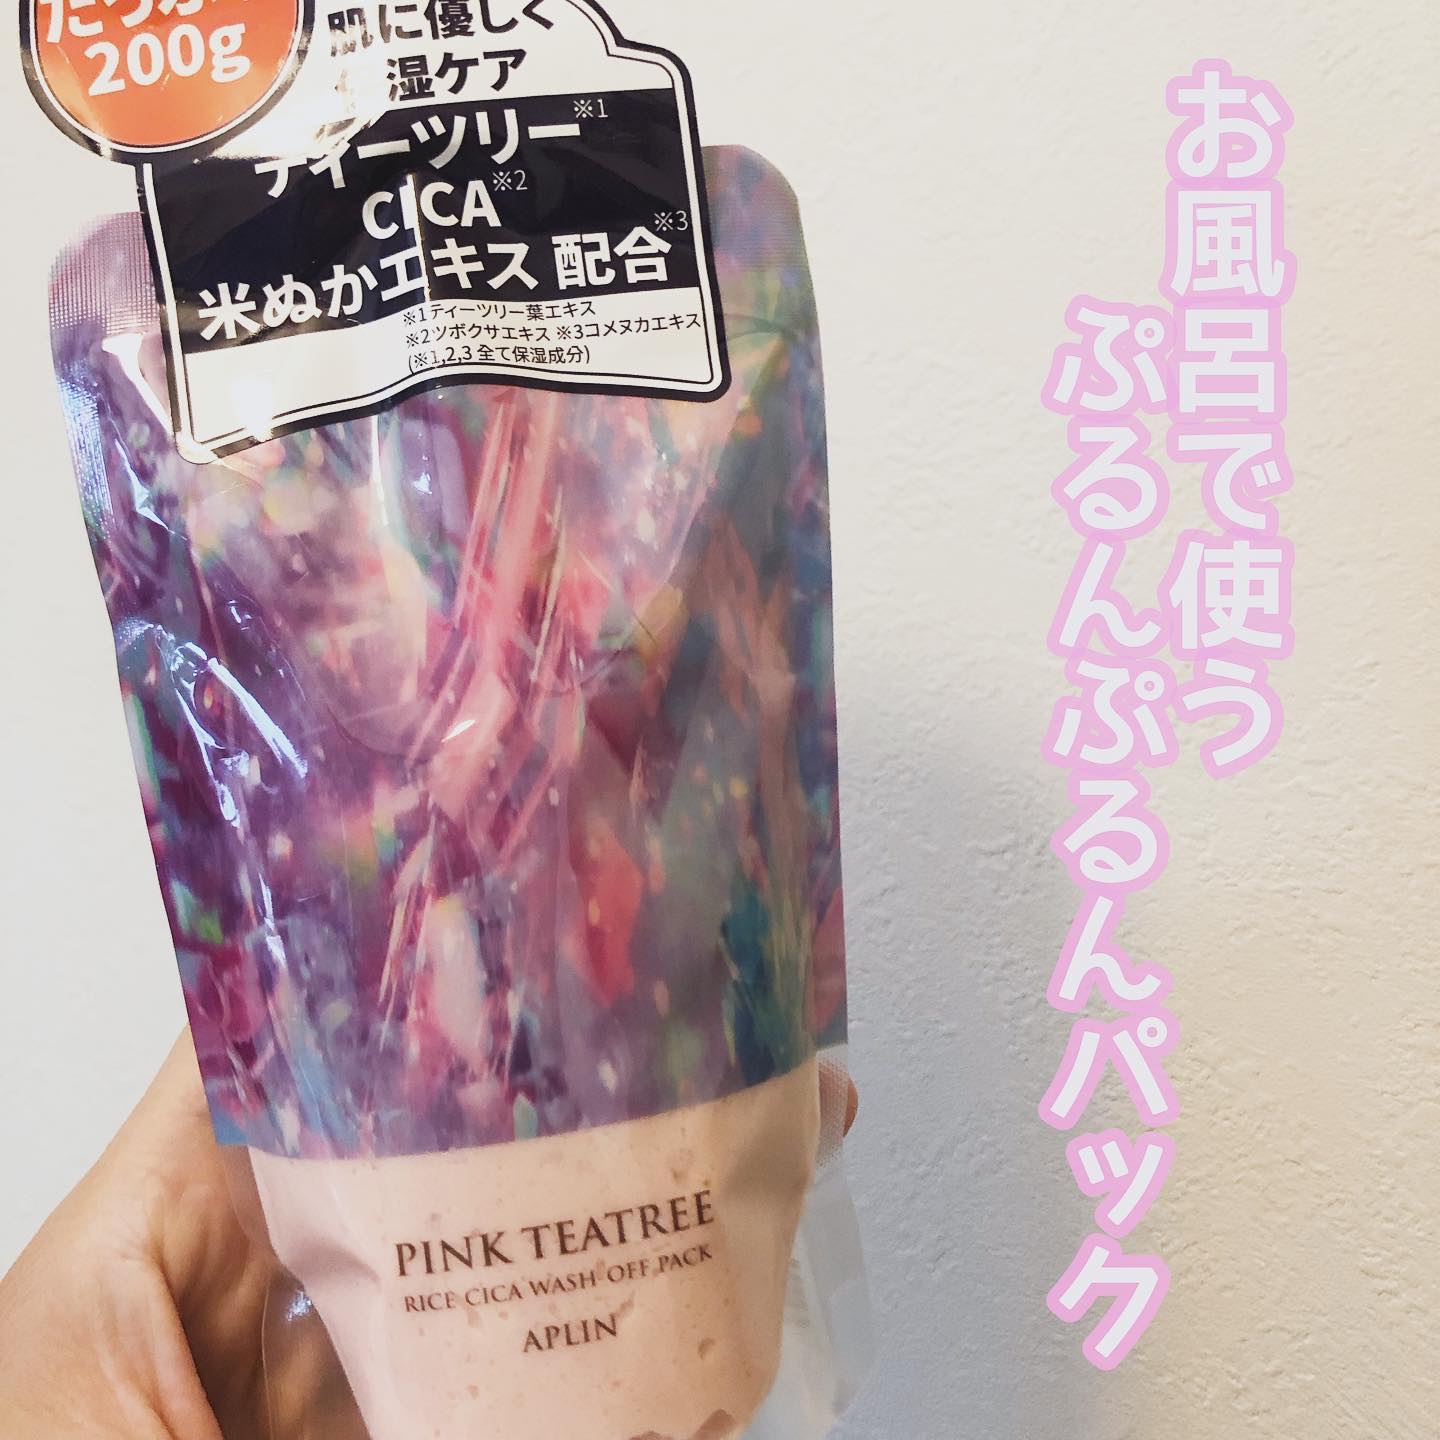 200g
肌に優しく
保湿ケア
ティーツリー※1
CICA※2
米ぬかエキス 配合※3
※1ティーツリー葉エキス
※2ツボクサエキス ※3コメヌカエキス
(※1,2,3 全て保湿成分)
お風呂で使う
ぷるんぷるんパック
PINK TEATREE
RICE CICA WASH-OFF PACK
APLIN